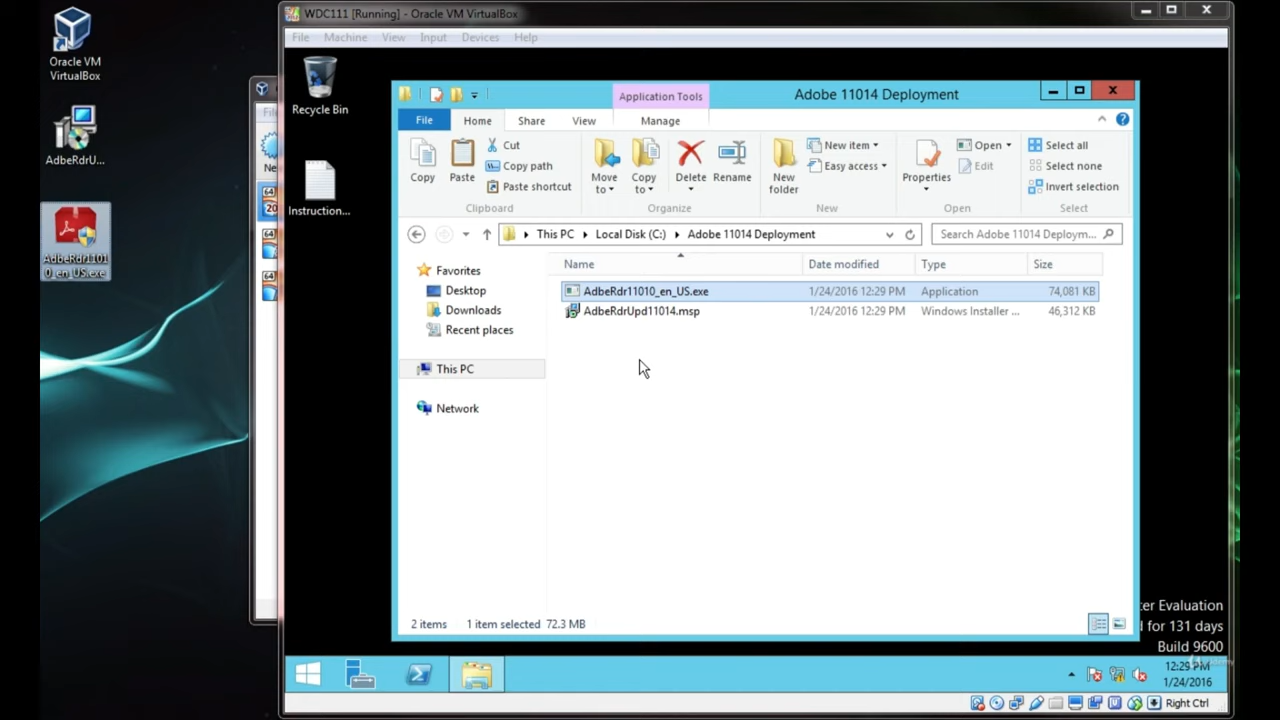 WDC111 [Running] - Oracle VM VirtualBox
File Machine View Input Devices Help
Oracle VM
VirtualBox
AdbeRdrU...
AdbeRdr1101
0_en_US.exe
Recycle Bin
Instruction...
Application Tools
Adobe 11014 Deployment
File Home Share View Manage
Copy
Paste
Cut
Copy path
Paste shortcut
Clipboard
Move
to
Copy
to
Delete
Rename
Organize
New
folder
New item
Easy access
New
Properties
Open
Edit
Open
Select all
Select none
Invert selection
Select
This PC Local Disk (C:) Adobe 11014 Deployment
Search Adobe 11014 Deploym...
Favorites
Desktop
Downloads
Recent places
This PC
Network
Name Date modified Type Size
AdbeRdr11010_en_US.exe 1/24/2016 12:29 PM Application 74,081 KB
AdbeRdrUpd11014.msp 1/24/2016 12:29 PM Windows Installer ... 46,312 KB
2 items 1 item selected 72.3 MB
ter Evaluation
d for 131 days
Build 9600
12:29 PM
1/24/2016
Right Ctrl